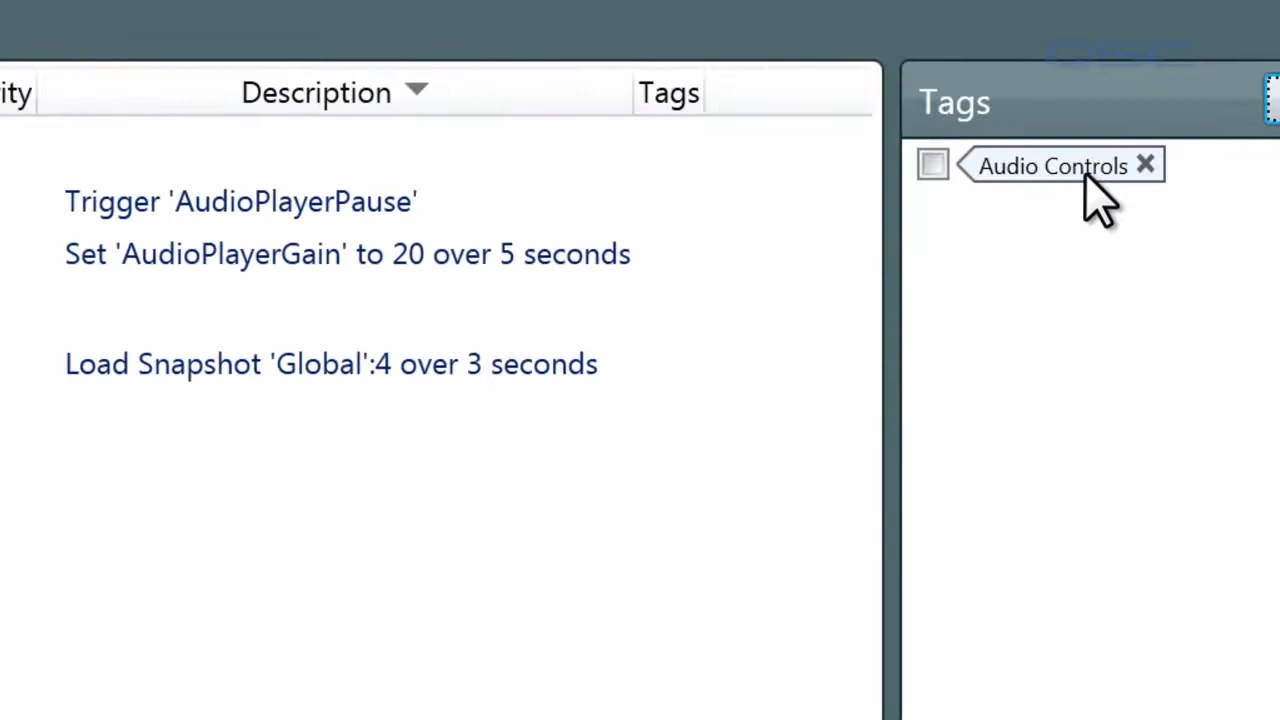 QSC
ity Description Tags
Tags
Audio Controls
Trigger 'AudioPlayerPause'
Set 'AudioPlayerGain' to 20 over 5 seconds
Load Snapshot 'Global':4 over 3 seconds